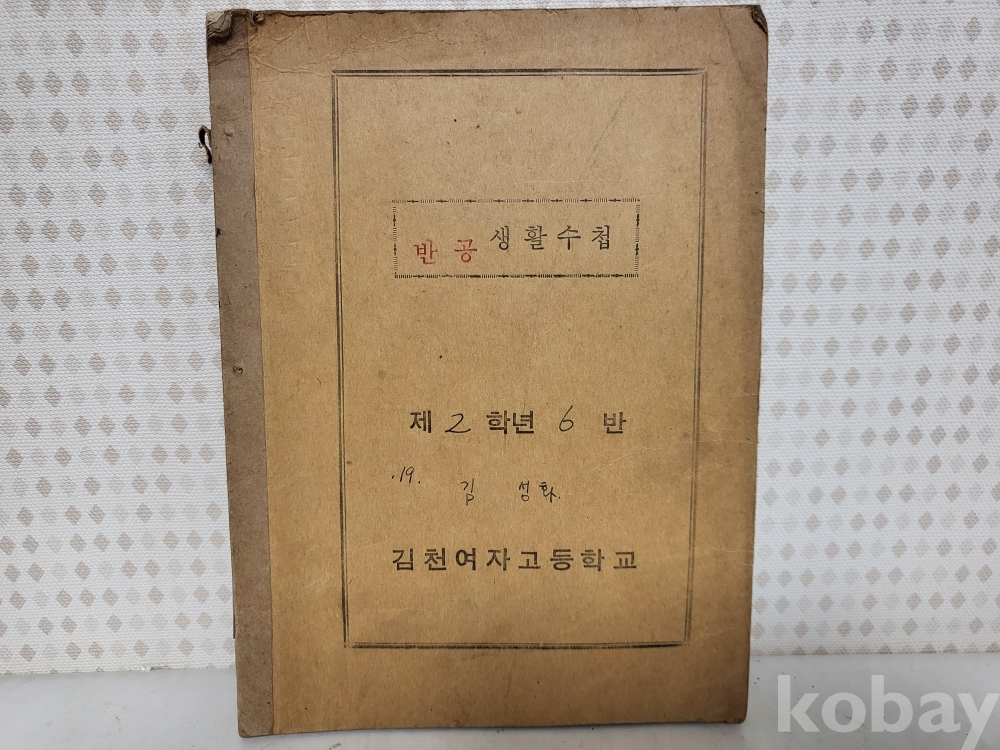 반공 생활수첩
제 2 학년 6 반
19. 김 성화.
김천여자고등학교
kobay